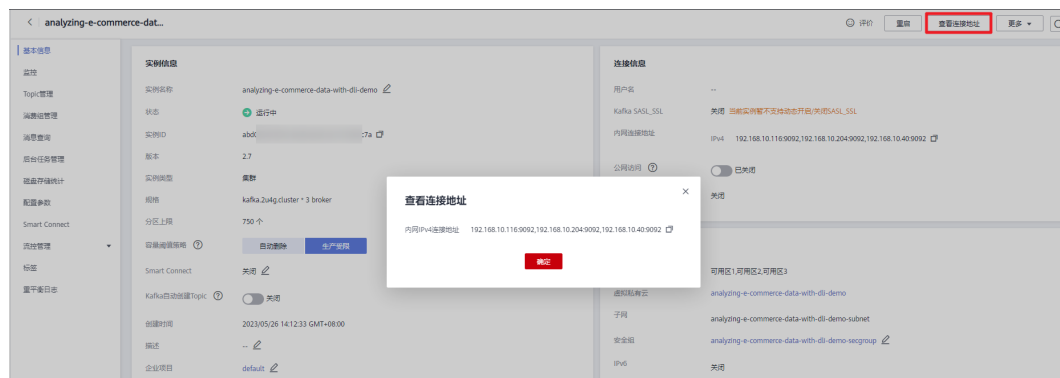 analyzing-e-commerce-dat...
评价
重启
查看连接地址
更多
基本信息
监控
Topic管理
消费组管理
消息查询
后台任务管理
磁盘存储统计
配置参数
Smart Connect
流控管理
标签
重平衡日志
实例信息
实例名称 analyzing-e-commerce-data-with-dli-demo
状态 运行中
实例ID abd c7a
版本 2.7
实例类型 集群
规格 kafka.2u4g.cluster * 3 broker
分区上限 750 个
容量阈值策略 自动删除 生产受限
Smart Connect 关闭
Kafka自动创建Topic 关闭
创建时间 2023/05/26 14:12:33 GMT+08:00
描述 --
企业项目 default
连接信息
用户名 --
Kafka SASL_SSL 关闭 当前实例暂不支持动态开启/关闭SASL_SSL
内网连接地址 IPv4 192.168.10.116:9092,192.168.10.204:9092,192.168.10.40:9092
公网访问 已关闭
关闭
查看连接地址
内网IPv4连接地址 192.168.10.116:9092,192.168.10.204:9092,192.168.10.40:9092
确定
可用区1,可用区2,可用区3
虚拟私有云 analyzing-e-commerce-data-with-dli-demo
子网 analyzing-e-commerce-data-with-dli-demo-subnet
安全组 analyzing-e-commerce-data-with-dli-demo-secgroup
IPv6 关闭